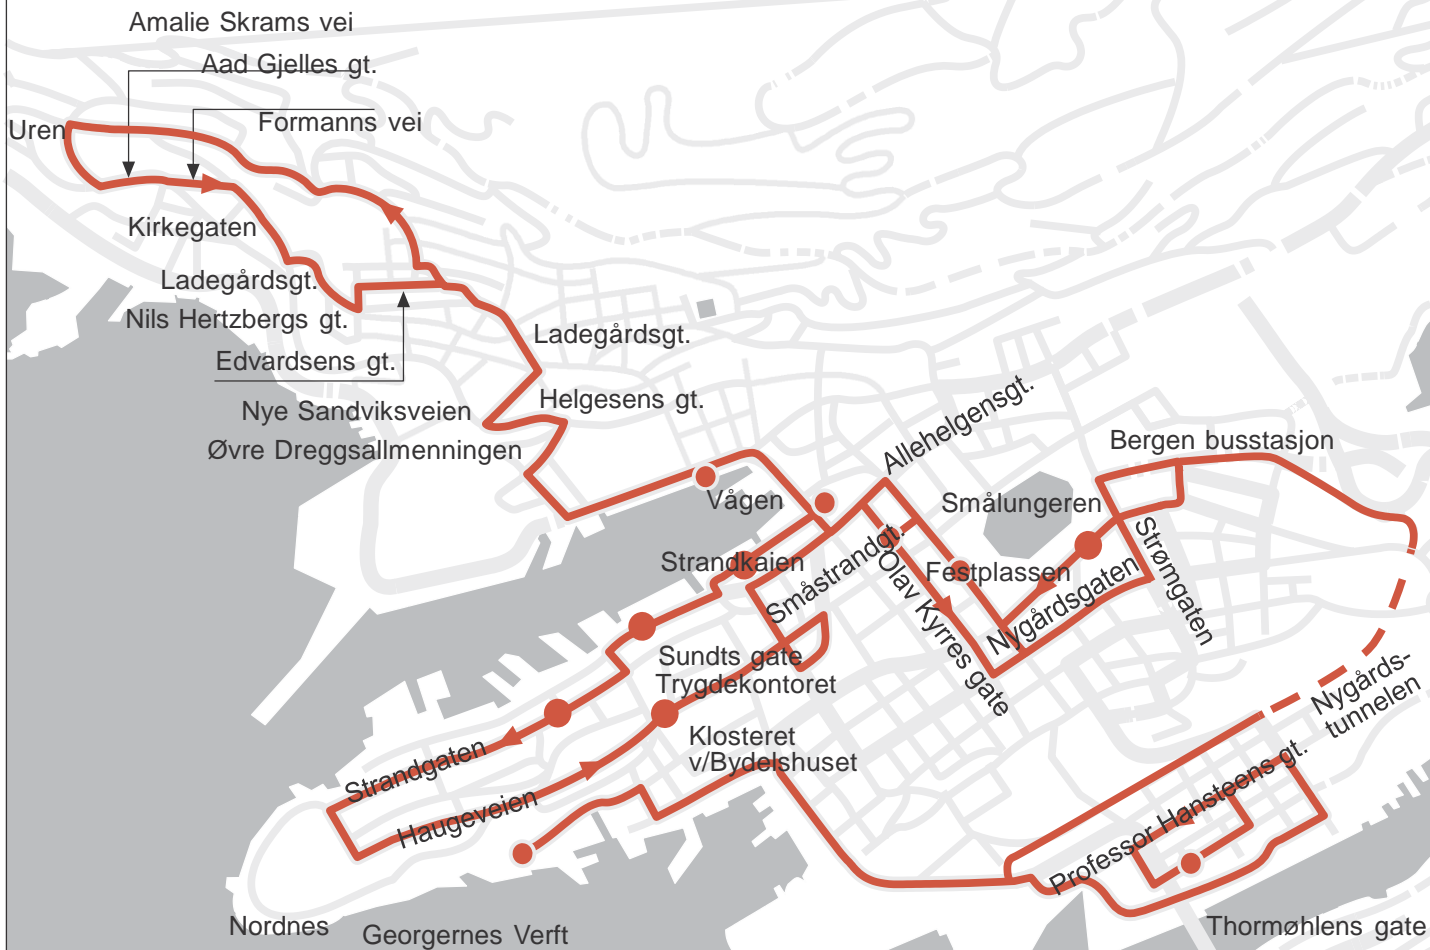 Amalie Skrams vei
Aad Gjelles gt.
Formanns vei
Uren
Kirkegaten
Ladegårdsgt.
Nils Hertzbergs gt.
Edvardsens gt.
Ladegårdsgt.
Nye Sandviksveien
Helgesens gt.
Øvre Dreggsallmenningen
Allehelgensgt.
Bergen busstasjon
Vågen
Smålungeren
Strandkaien
Småstrandgt.
Olav Kyrres gate
Festplassen
Nygårdsgaten
Strømgaten
Sundts gate
Trygdekontoret
Klosteret
v/Bydelshuset
Nygårds-
tunnelen
Strandgaten
Haugeveien
Professor Hansteens gt.
Nordnes
Georgernes Verft
Thormøhlens gate